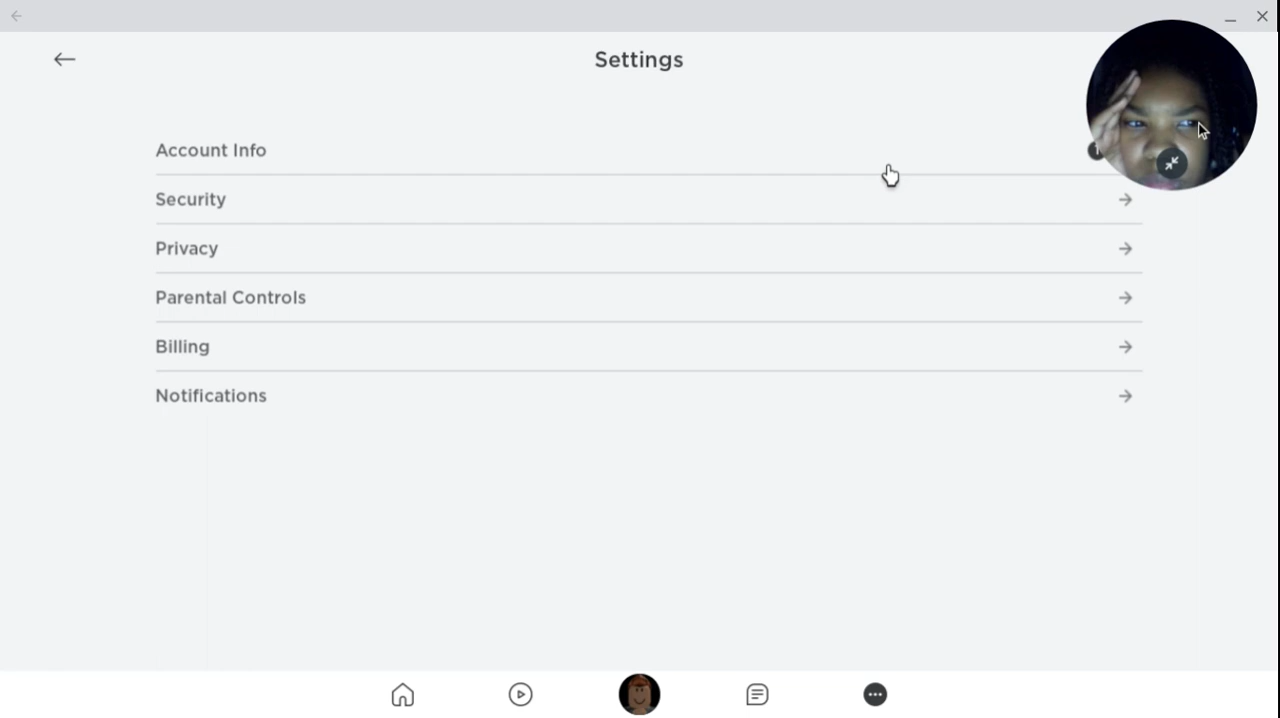 Settings
Account Info
Security
Privacy
Parental Controls
Billing
Notifications